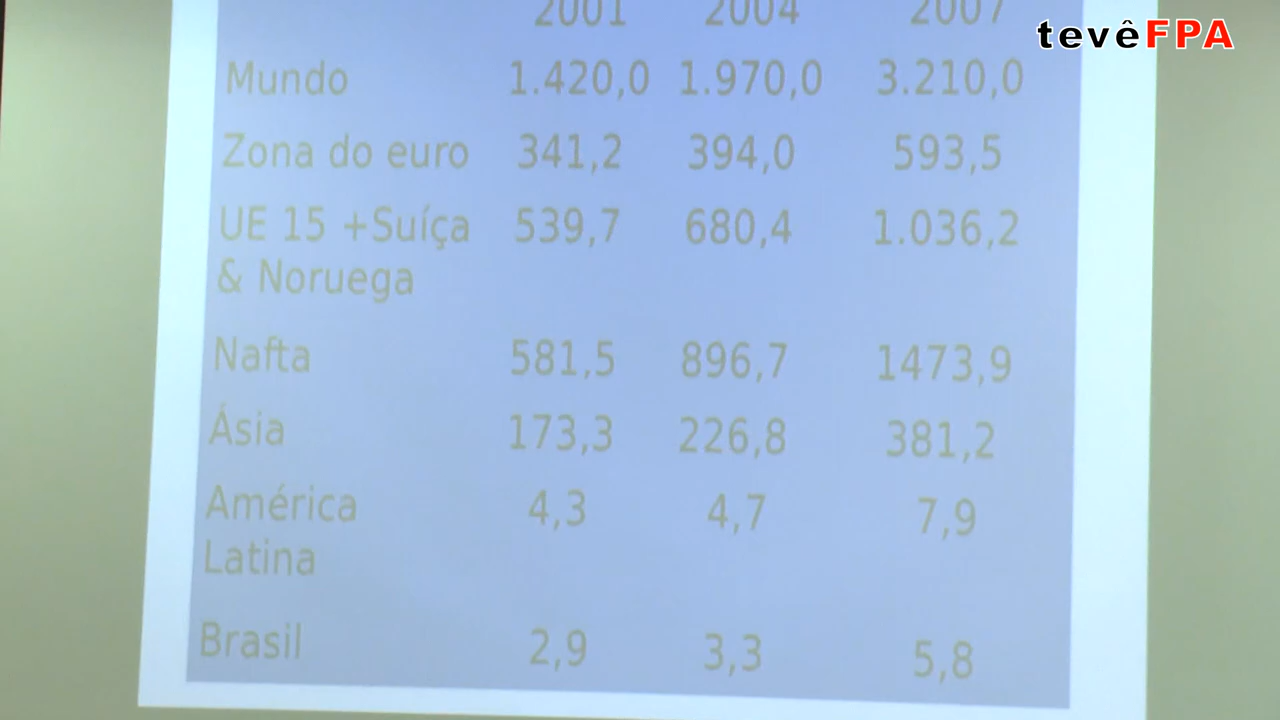 tevêFPA
2001 2004 2007
Mundo 1.420,0 1.970,0 3.210,0
Zona do euro 341,2 394,0 593,5
UE 15 +Suíça 539,7 680,4 1.036,2
& Noruega
Nafta 581,5 896,7 1473,9
Ásia 173,3 226,8 381,2
América 4,3 4,7 7,9
Latina
Brasil 2,9 3,3 5,8